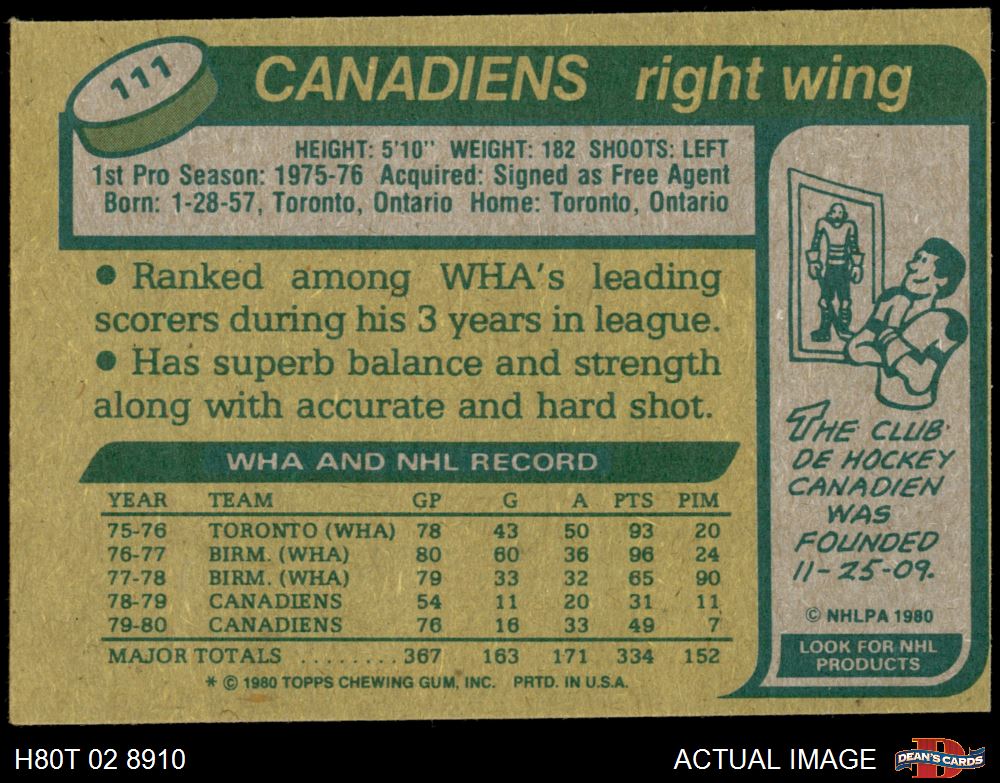 111
CANADIENS right wing
HEIGHT: 5'10" WEIGHT: 182 SHOOTS: LEFT
1st Pro Season: 1975-76 Acquired: Signed as Free Agent
Born: 1-28-57, Toronto, Ontario Home: Toronto, Ontario
• Ranked among WHA's leading
scorers during his 3 years in league.
• Has superb balance and strength
along with accurate and hard shot.
WHA AND NHL RECORD
YEAR TEAM GP G A PTS PIM
75-76 TORONTO (WHA) 78 43 50 93 20
76-77 BIRM. (WHA) 80 60 36 96 24
77-78 BIRM. (WHA) 79 33 32 65 90
78-79 CANADIENS 54 11 20 31 11
79-80 CANADIENS 76 16 33 49 7
MAJOR TOTALS ........ 367 163 171 334 152
* © 1980 TOPPS CHEWING GUM, INC. PRTD. IN U.S.A.
THE CLUB
DE HOCKEY
CANADIEN
WAS
FOUNDED
11-25-09.
© NHLPA 1980
LOOK FOR NHL
PRODUCTS
H80T 02 8910
ACTUAL IMAGE
D
DEAN'S CARDS